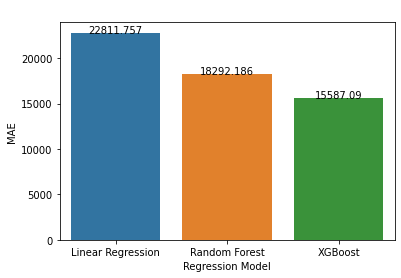 22811.757
20000
18292.186
15587.09
15000
MAE
10000
5000
0
Linear Regression Random Forest XGBoost
Regression Model